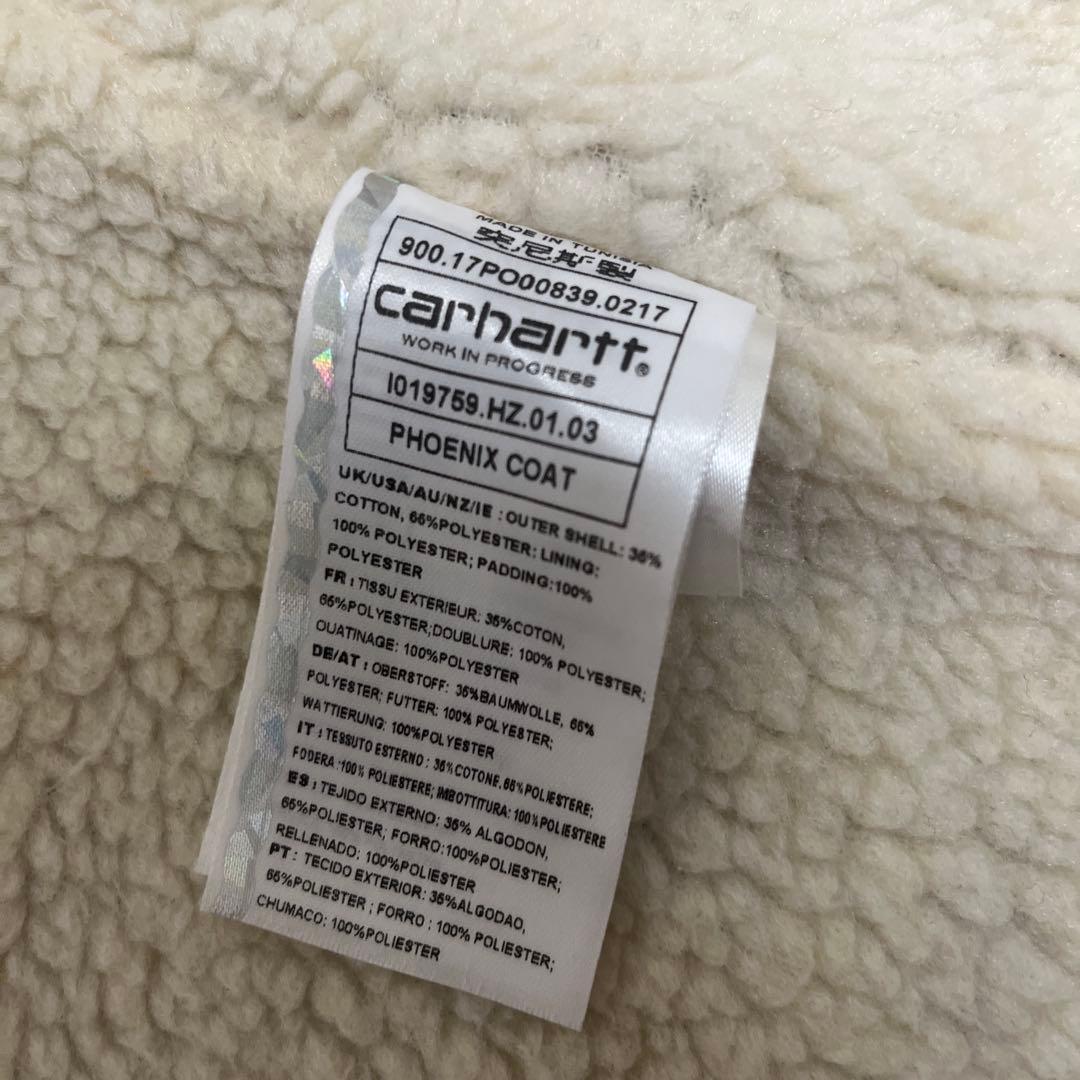 MADE IN TUNISIA
突尼斯製
900.17PO00839.0217
carhartt®
WORK IN PROGRESS
I019759.HZ.01.03
PHOENIX COAT
UK/USA/AU/NZ/IE : OUTER SHELL: 35%
COTTON, 65%POLYESTER; LINING:
100% POLYESTER; PADDING:100%
POLYESTER
FR : TISSU EXTERIEUR: 35%COTON,
65%POLYESTER;DOUBLURE: 100% POLYESTER;
OUATINAGE: 100%POLYESTER
DE/AT : OBERSTOFF: 35%BAUMWOLLE, 65%
POLYESTER; FUTTER: 100% POLYESTER;
WATTIERUNG: 100%POLYESTER
IT : TESSUTO ESTERNO : 35%COTONE,65%POLIESTERE;
FODERA :100% POLIESTERE; IMBOTTITURA: 100%POLIESTERE
ES : TEJIDO EXTERNO: 35% ALGODON,
65%POLIESTER; FORRO:100%POLIESTER;
RELLENADO: 100%POLIESTER
PT : TECIDO EXTERIOR: 35%ALGODAO,
65%POLIESTER ; FORRO : 100% POLIESTER;
CHUMACO: 100%POLIESTER